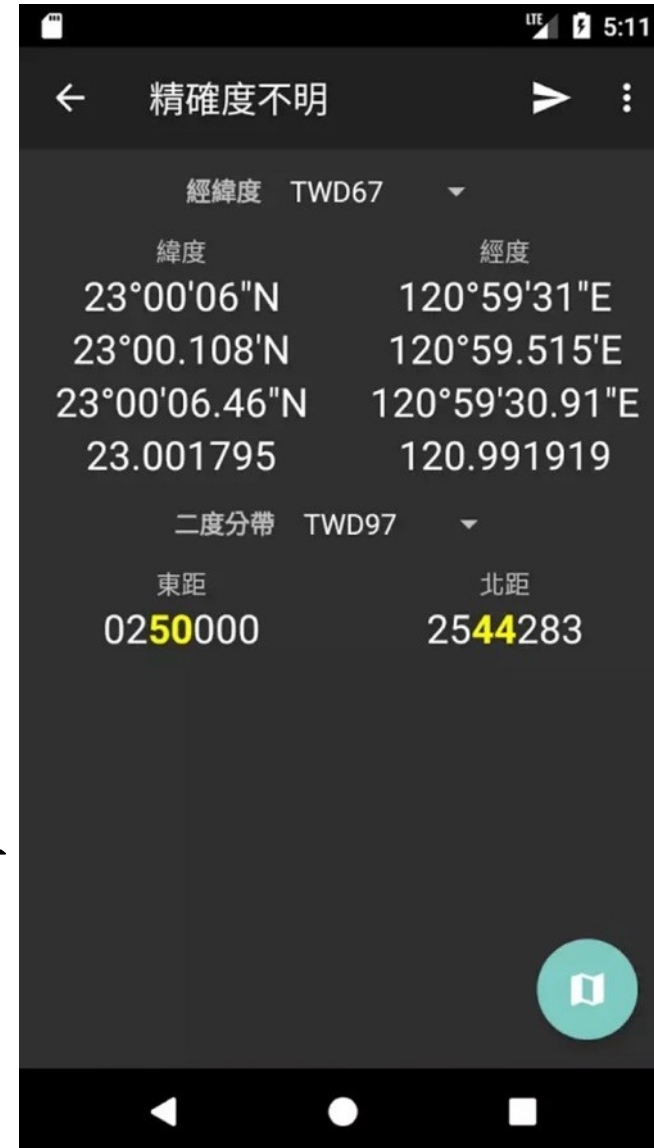 LTE 5:11
精確度不明
經緯度 TWD67
緯度 經度
23°00'06"N 120°59'31"E
23°00.108'N 120°59.515'E
23°00'06.46"N 120°59'30.91"E
23.001795 120.991919
二度分帶 TWD97
東距 北距
0250000 2544283